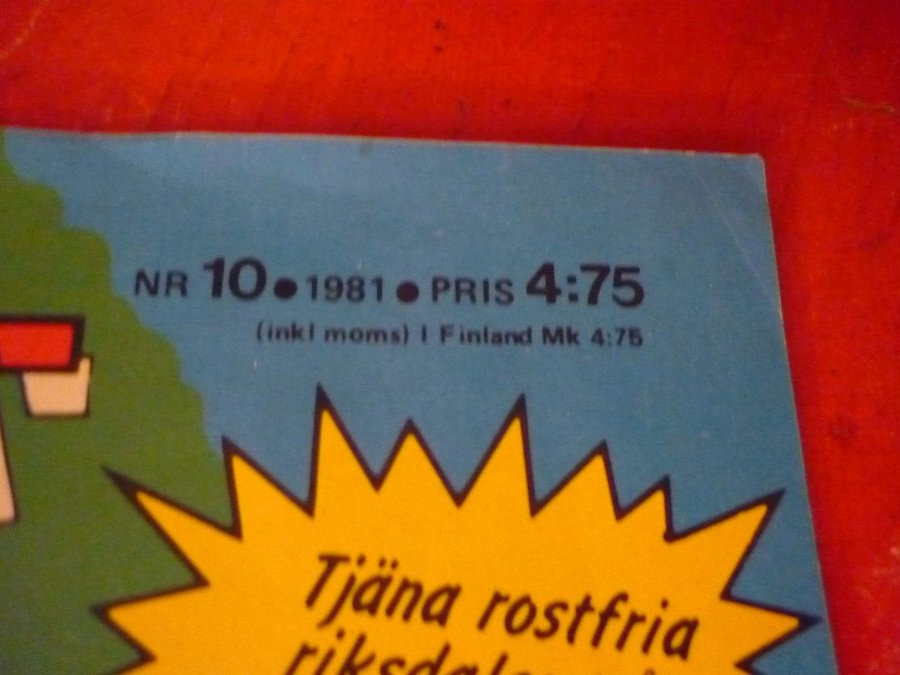 NR 10 • 1981 • PRIS 4:75
(inkl moms) I Finland Mk 4:75
Tjäna rostfria